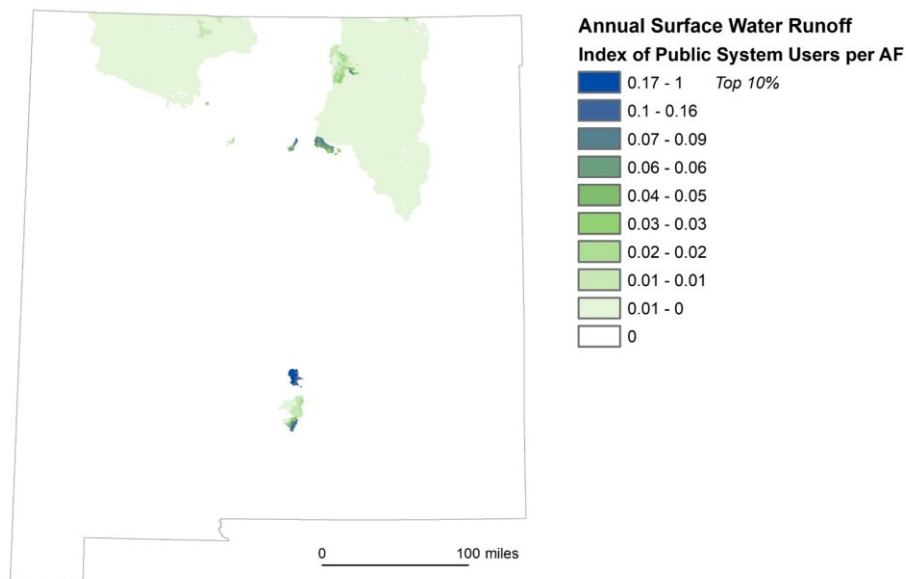 Annual Surface Water Runoff
Index of Public System Users per AF
0.17 - 1 Top 10%
0.1 - 0.16
0.07 - 0.09
0.06 - 0.06
0.04 - 0.05
0.03 - 0.03
0.02 - 0.02
0.01 - 0.01
0.01 - 0
0
0 100 miles